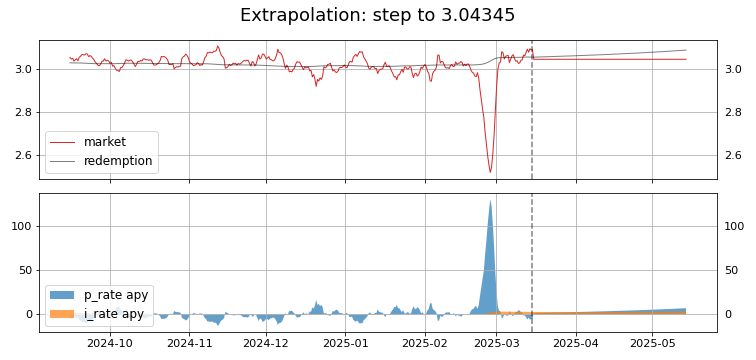 Extrapolation: step to 3.04345
3.0 3.0
2.8 2.8
2.6 2.6
market
redemption
100 100
50 50
0 0
p_rate apy
i_rate apy
2024-10 2024-11 2024-12 2025-01 2025-02 2025-03 2025-04 2025-05